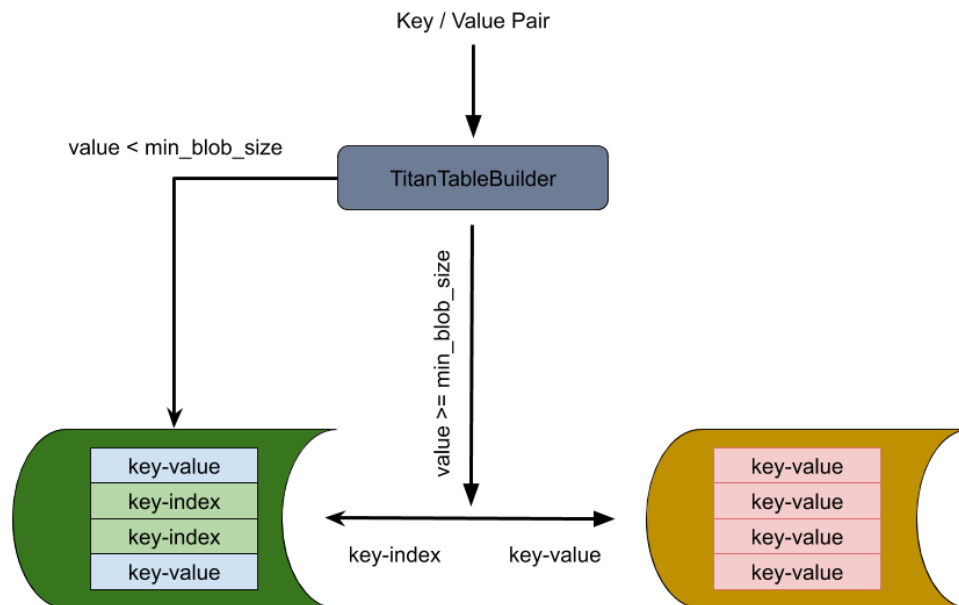 Key / Value Pair
value < min_blob_size
TitanTableBuilder
value >= min_blob_size
key-value
key-index
key-index
key-value
key-index
key-value
key-value
key-value
key-value
key-value